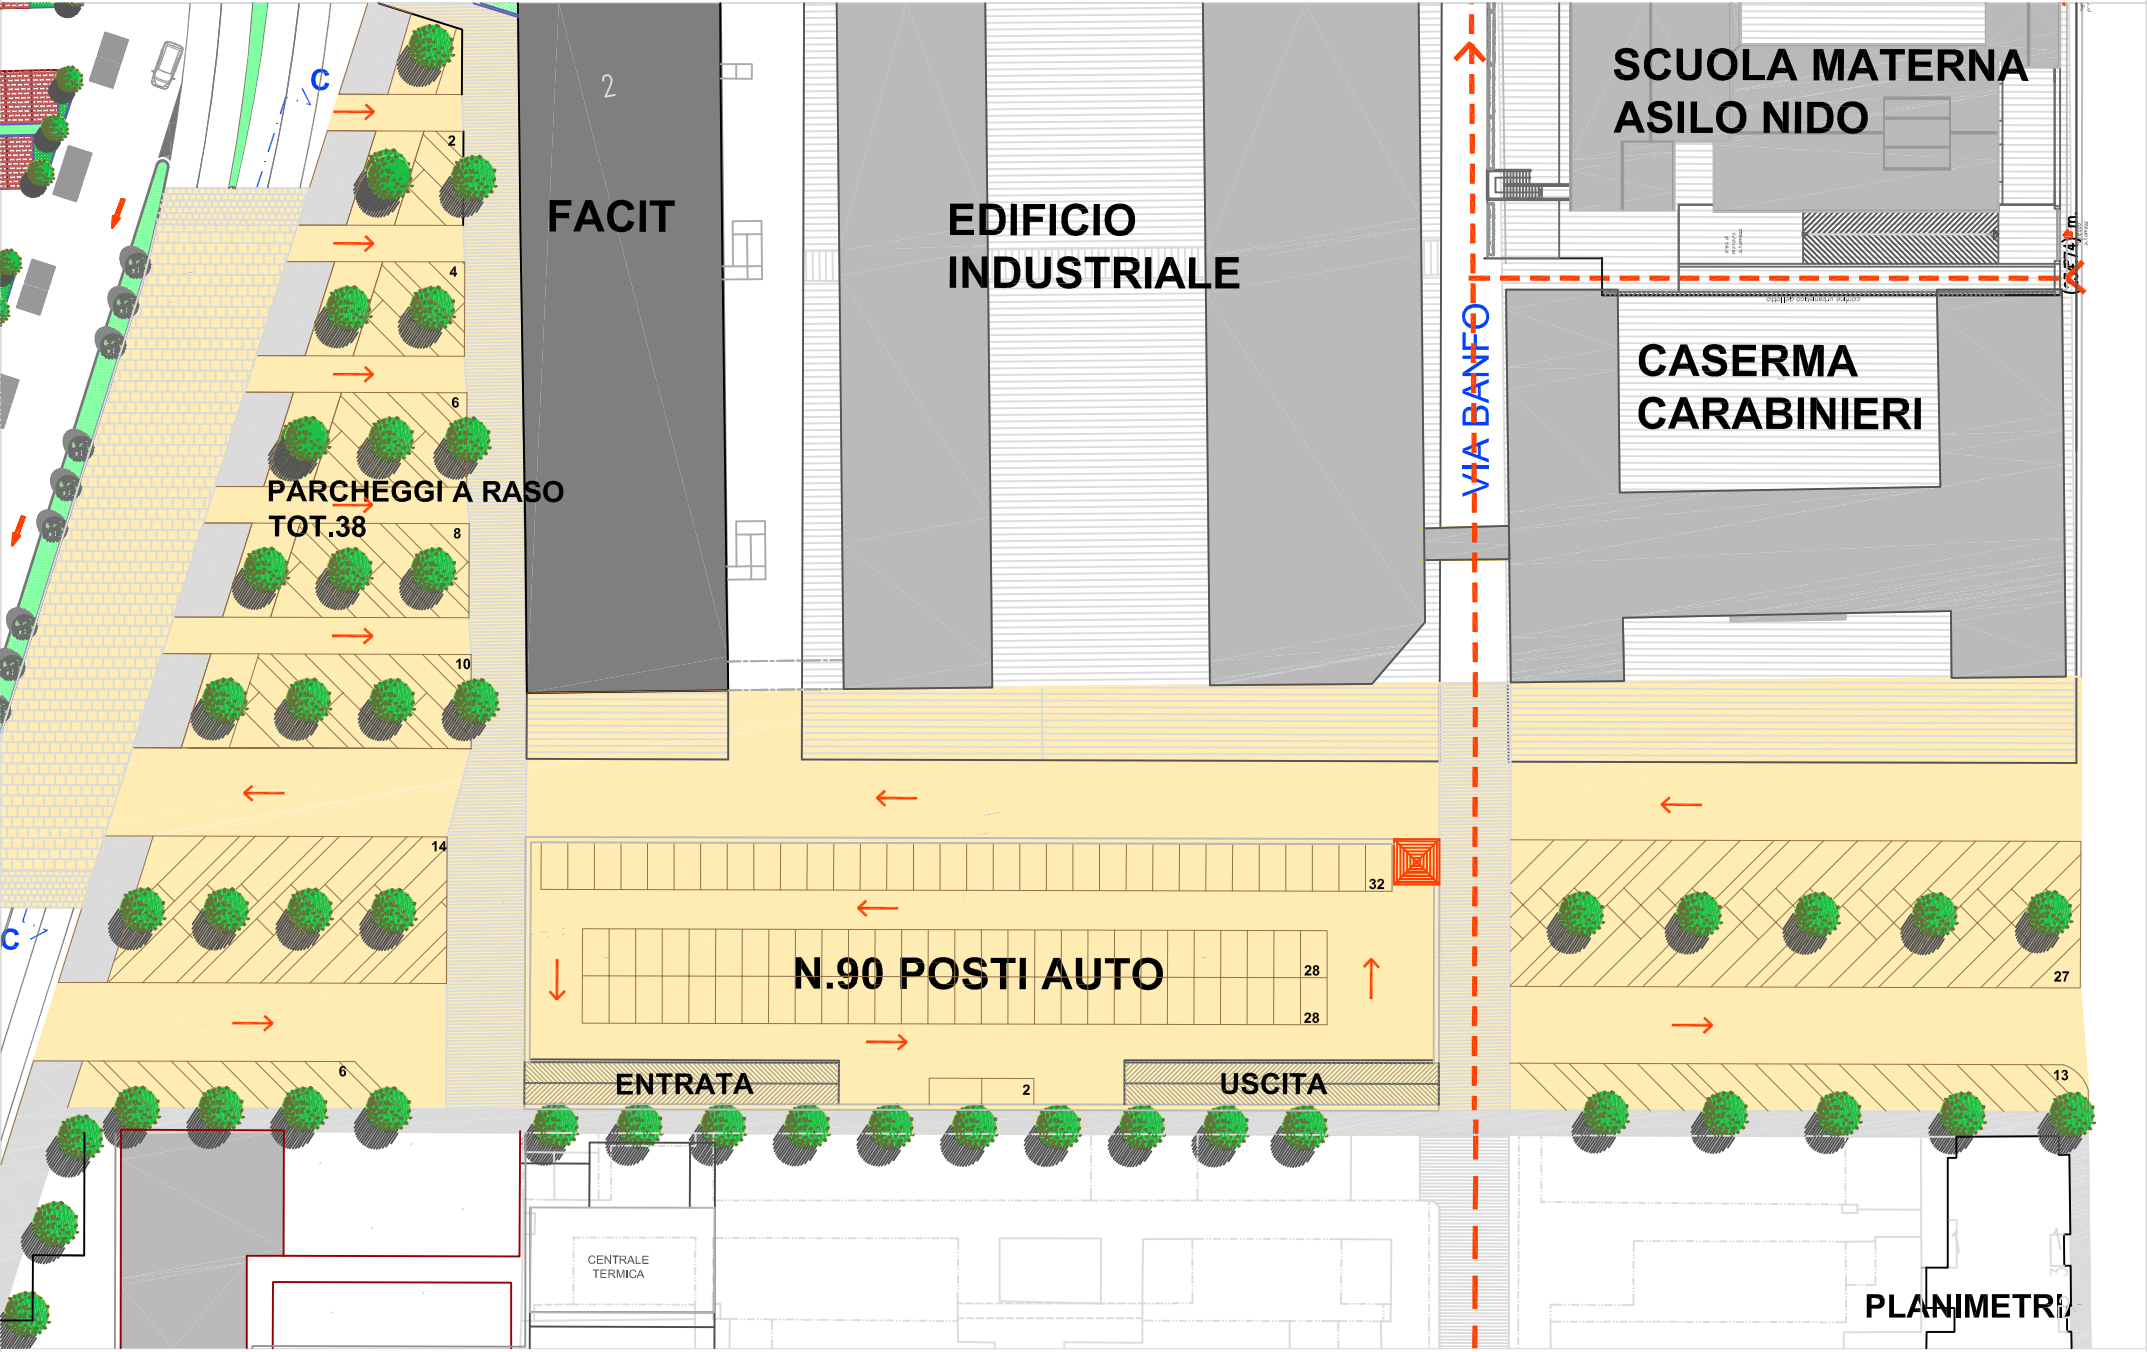 C
2
SCUOLA MATERNA
ASILO NIDO
2
FACIT
EDIFICIO
INDUSTRIALE
4
VIA BANFO
CASERMA
CARABINIERI
6
PARCHEGGI A RASO
TOT.38
8
10
14
32
C
N.90 POSTI AUTO
28
28
27
6
ENTRATA
2
USCITA
13
CENTRALE
TERMICA